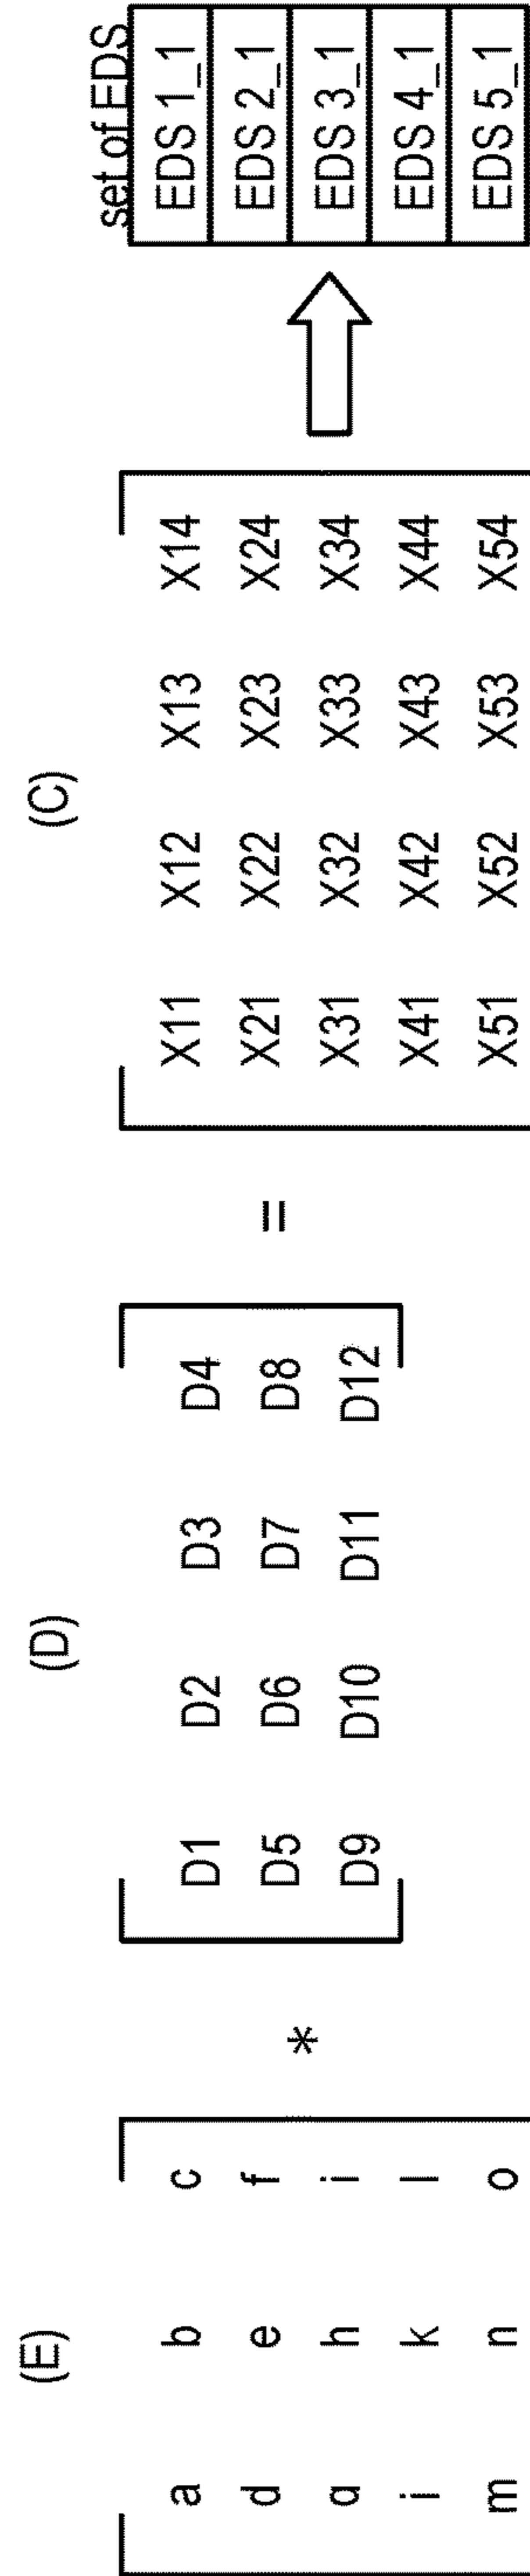 (E) (D) (C) set of EDS
a b c D1 D2 D3 D4 X11 X12 X13 X14 EDS 1_1
d e f * D5 D6 D7 D8 = X21 X22 X23 X24 EDS 2_1
g h i D9 D10 D11 D12 X31 X32 X33 X34 EDS 3_1
j k l X41 X42 X43 X44 EDS 4_1
m n o X51 X52 X53 X54 EDS 5_1